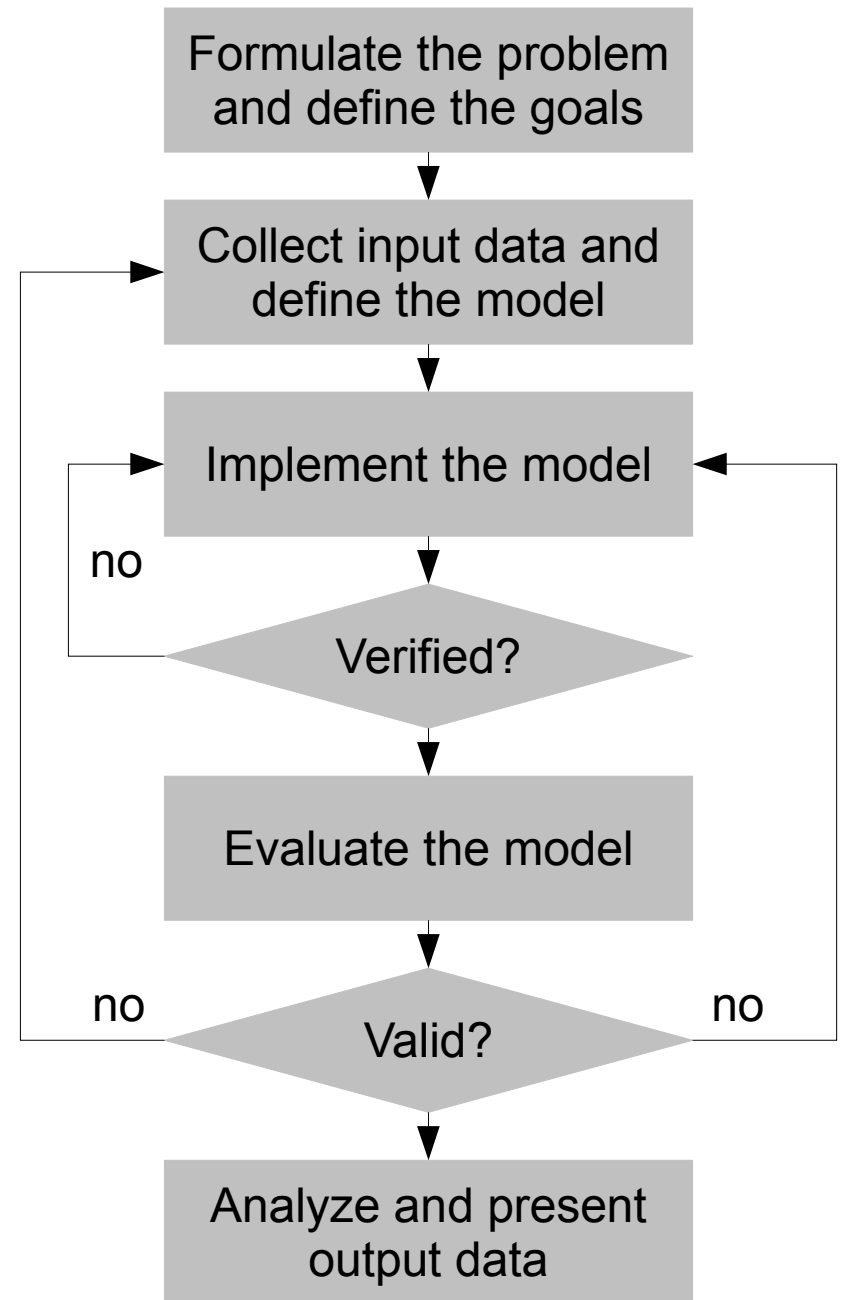 Formulate the problem
and define the goals
Collect input data and
define the model
Implement the model
no
Verified?
Evaluate the model
no
no
Valid?
Analyze and present
output data